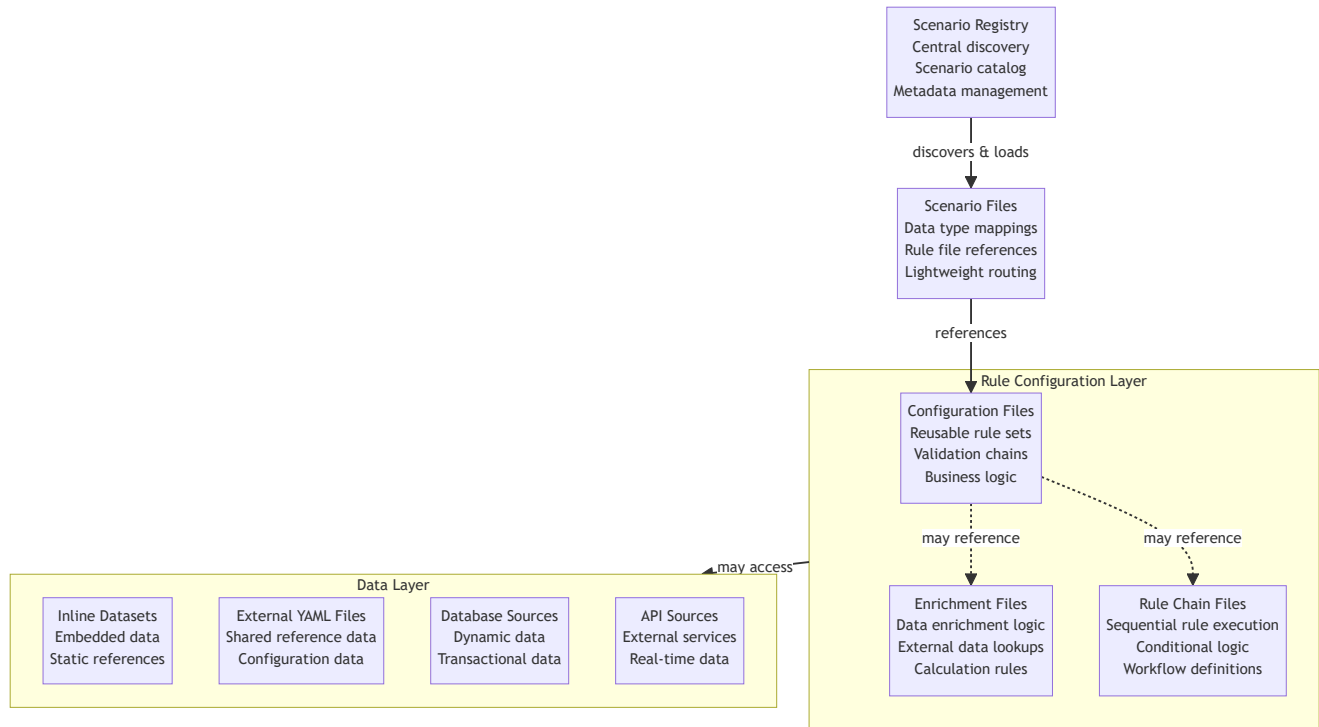 Scenario Registry
Central discovery
Scenario catalog
Metadata management
discovers & loads
Scenario Files
Data type mappings
Rule file references
Lightweight routing
references
Rule Configuration Layer
Configuration Files
Reusable rule sets
Validation chains
Business logic
may reference
may reference
may access
Data Layer
Inline Datasets
Embedded data
Static references
External YAML Files
Shared reference data
Configuration data
Database Sources
Dynamic data
Transactional data
API Sources
External services
Real-time data
Enrichment Files
Data enrichment logic
External data lookups
Calculation rules
Rule Chain Files
Sequential rule execution
Conditional logic
Workflow definitions